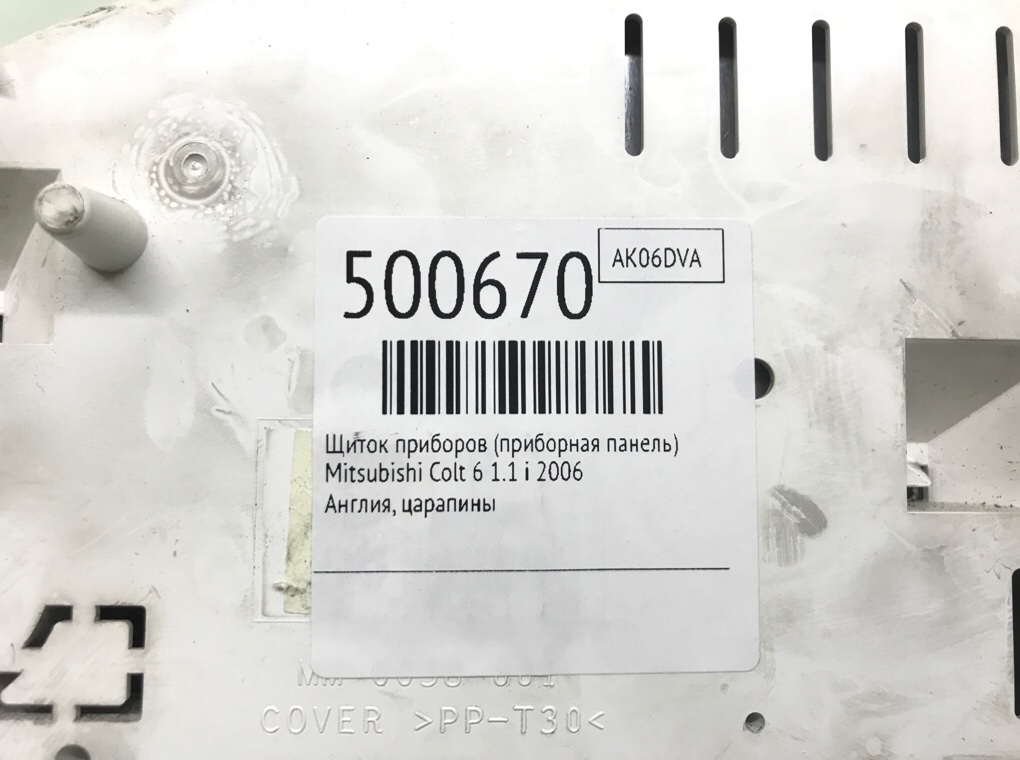 500670
AK06DVA
Щиток приборов (приборная панель)
Mitsubishi Colt 6 1.1 i 2006
Англия, царапины
COVER >PP-T30<